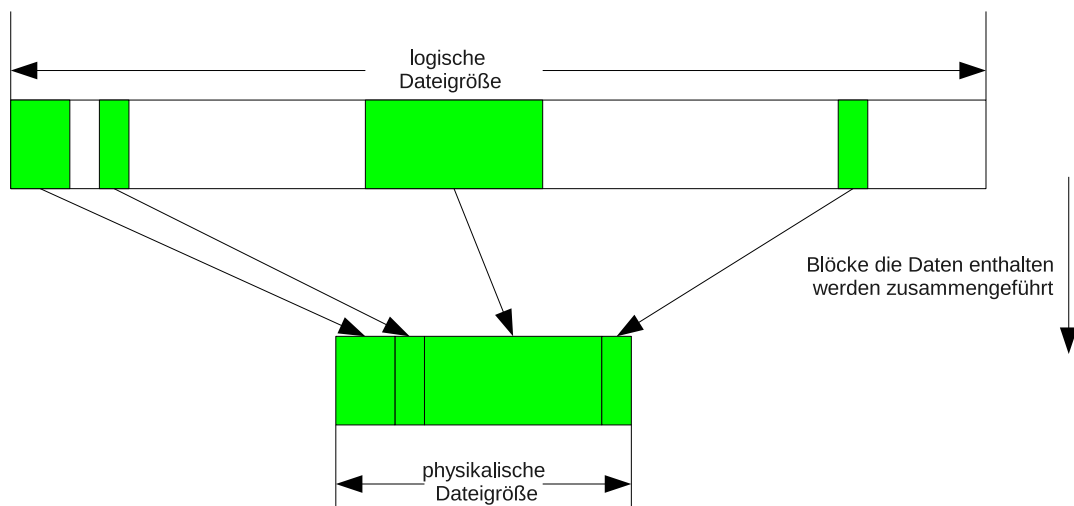 logische
Dateigröße
Blöcke die Daten enthalten
werden zusammengeführt
physikalische
Dateigröße